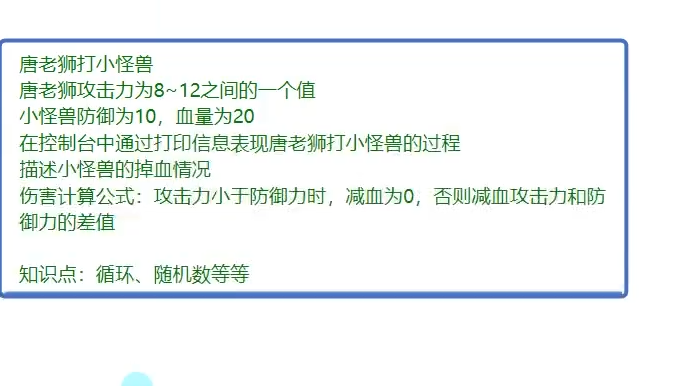 唐老狮打小怪兽
唐老狮攻击力为8~12之间的一个值
小怪兽防御为10，血量为20
在控制台中通过打印信息表现唐老狮打小怪兽的过程
描述小怪兽的掉血情况
伤害计算公式：攻击力小于防御力时，减血为0，否则减血攻击力和防
御力的差值
知识点：循环、随机数等等